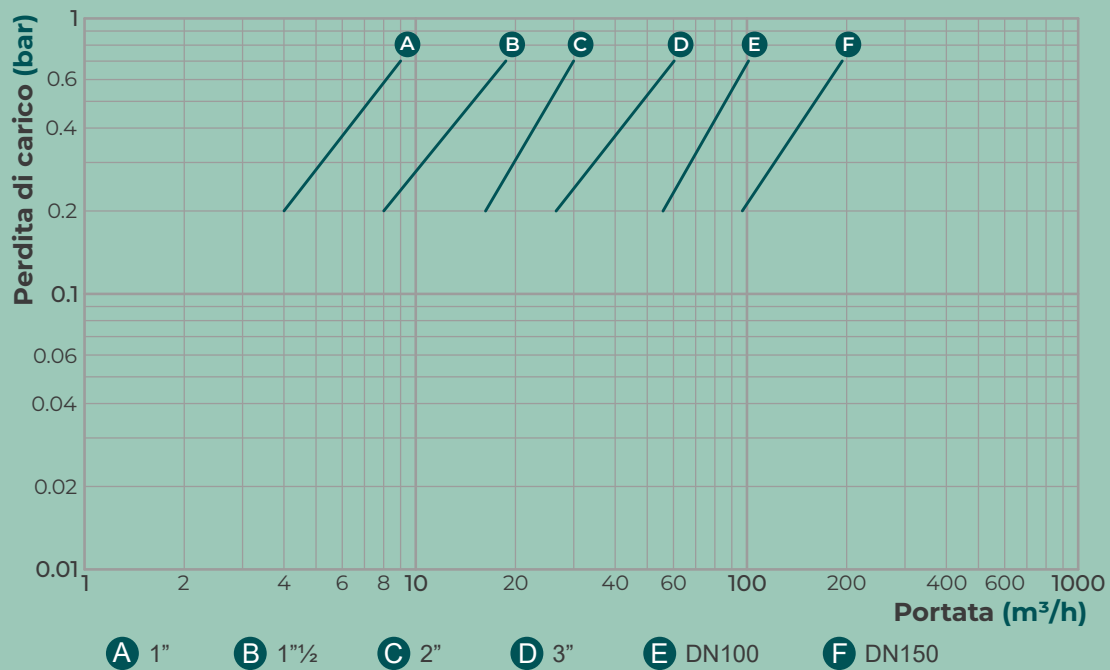 Perdita di carico (bar)
1
0.6
0.4
0.2
0.1
0.06
0.04
0.02
0.01
A B C D E F
1 2 4 6 8 10 20 40 60 100 200 400 600 1000
Portata (m³/h)
A 1” B 1”½ C 2” D 3” E DN100 F DN150